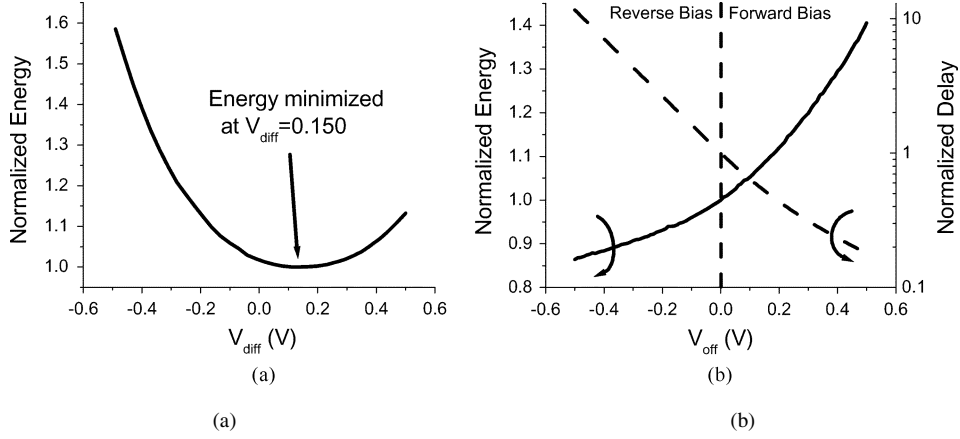 1.6
1.5
1.4
1.3
1.2
1.1
1.0
Normalized Energy
Energy minimized
at Vdiff=0.150
-0.6 -0.4 -0.2 0.0 0.2 0.4 0.6
Vdiff (V)
(a)
(a)
Reverse Bias Forward Bias
1.4
1.3
1.2
1.1
1.0
0.9
0.8
Normalized Energy
10
1
0.1
Normalized Delay
-0.6 -0.4 -0.2 0.0 0.2 0.4 0.6
Voff (V)
(b)
(b)